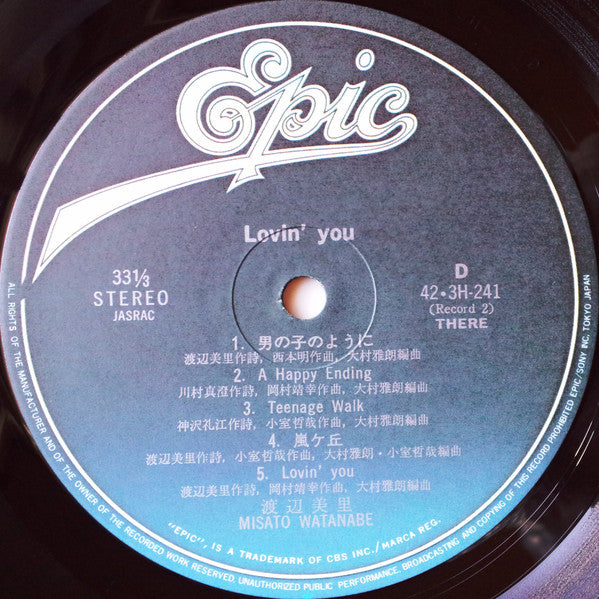 Epic
Lovin' you
33 1/3
STEREO
JASRAC
D
42・3H-241
(Record 2)
THERE
1. 男の子のように
渡辺美里作詩, 西本明作曲, 大村雅朗編曲
2. A Happy Ending
川村真澄作詩, 岡村靖幸作曲, 大村雅朗編曲
3. Teenage Walk
神沢礼江作詩, 小室哲哉作曲, 大村雅朗編曲
4. 嵐ケ丘
渡辺美里作詩, 小室哲哉作曲, 大村雅朗・小室哲哉編曲
5. Lovin' you
渡辺美里作詩, 岡村靖幸作曲, 大村雅朗編曲
渡辺美里
MISATO WATANABE
"EPIC", IS A TRADEMARK OF CBS INC./MARCA REG.
ALL RIGHTS OF THE MANUFACTURER AND OF THE OWNER OF THE RECORDED WORK RESERVED. UNAUTHORIZED PUBLIC PERFORMANCE, BROADCASTING AND COPYING OF THIS RECORD PROHIBITED EPIC/SONY INC. TOKYO JAPAN